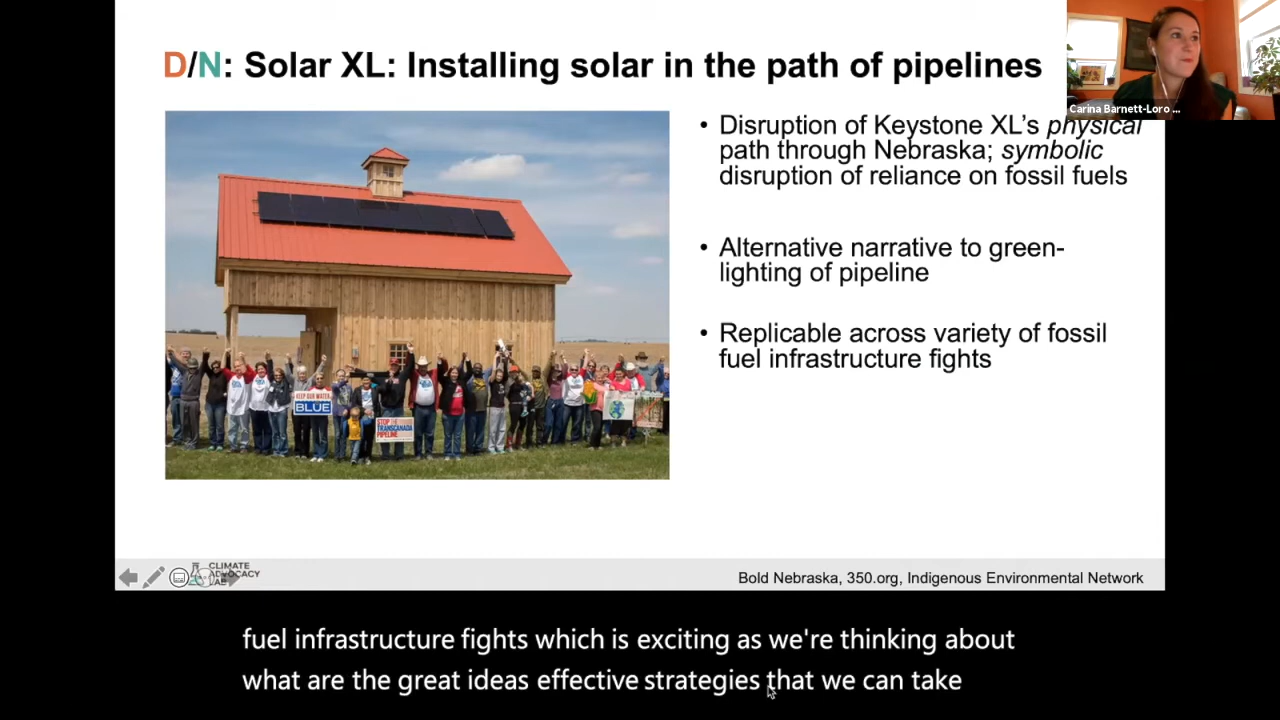 D/N: Solar XL: Installing solar in the path of pipelines
Carina Barnett-Loro ...
• Disruption of Keystone XL's physical
path through Nebraska; symbolic
disruption of reliance on fossil fuels
• Alternative narrative to green-
lighting of pipeline
• Replicable across variety of fossil
fuel infrastructure fights
KEEP OUR WATER
BLUE
STOP THE
TRANSCANADA
PIPELINE
CLIMATE
ADVOCACY
LAB
Bold Nebraska, 350.org, Indigenous Environmental Network
fuel infrastructure fights which is exciting as we're thinking about
what are the great ideas effective strategies that we can take